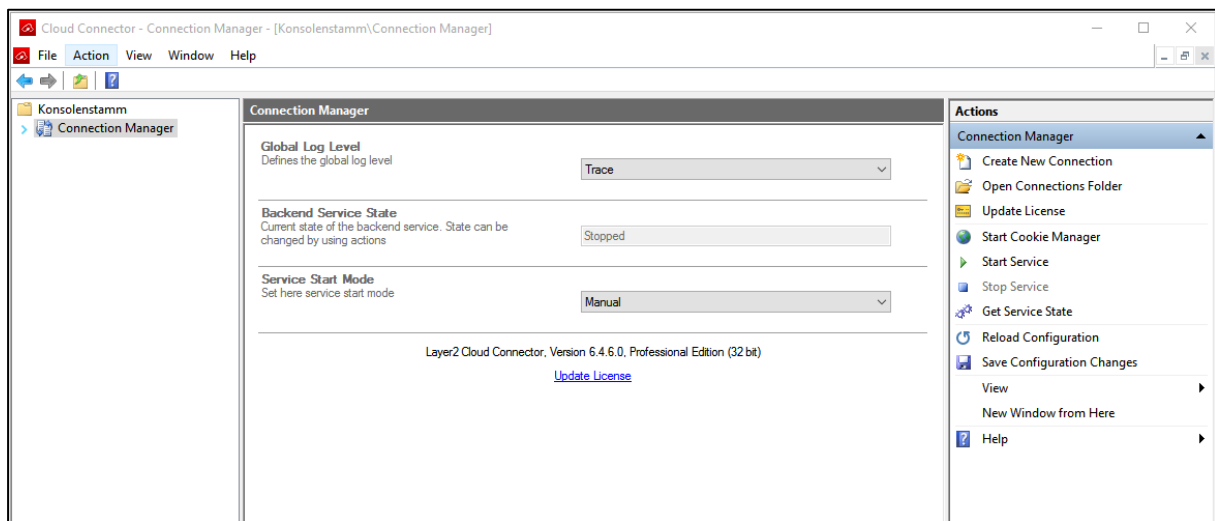 Cloud Connector - Connection Manager - [Konsolenstamm\Connection Manager]
File Action View Window Help
Konsolenstamm
Connection Manager
Connection Manager
Global Log Level
Defines the global log level
Trace
Backend Service State
Current state of the backend service. State can be
changed by using actions
Stopped
Service Start Mode
Set here service start mode
Manual
Layer2 Cloud Connector, Version 6.4.6.0, Professional Edition (32 bit)
Update License
Actions
Connection Manager
Create New Connection
Open Connections Folder
Update License
Start Cookie Manager
Start Service
Stop Service
Get Service State
Reload Configuration
Save Configuration Changes
View
New Window from Here
Help